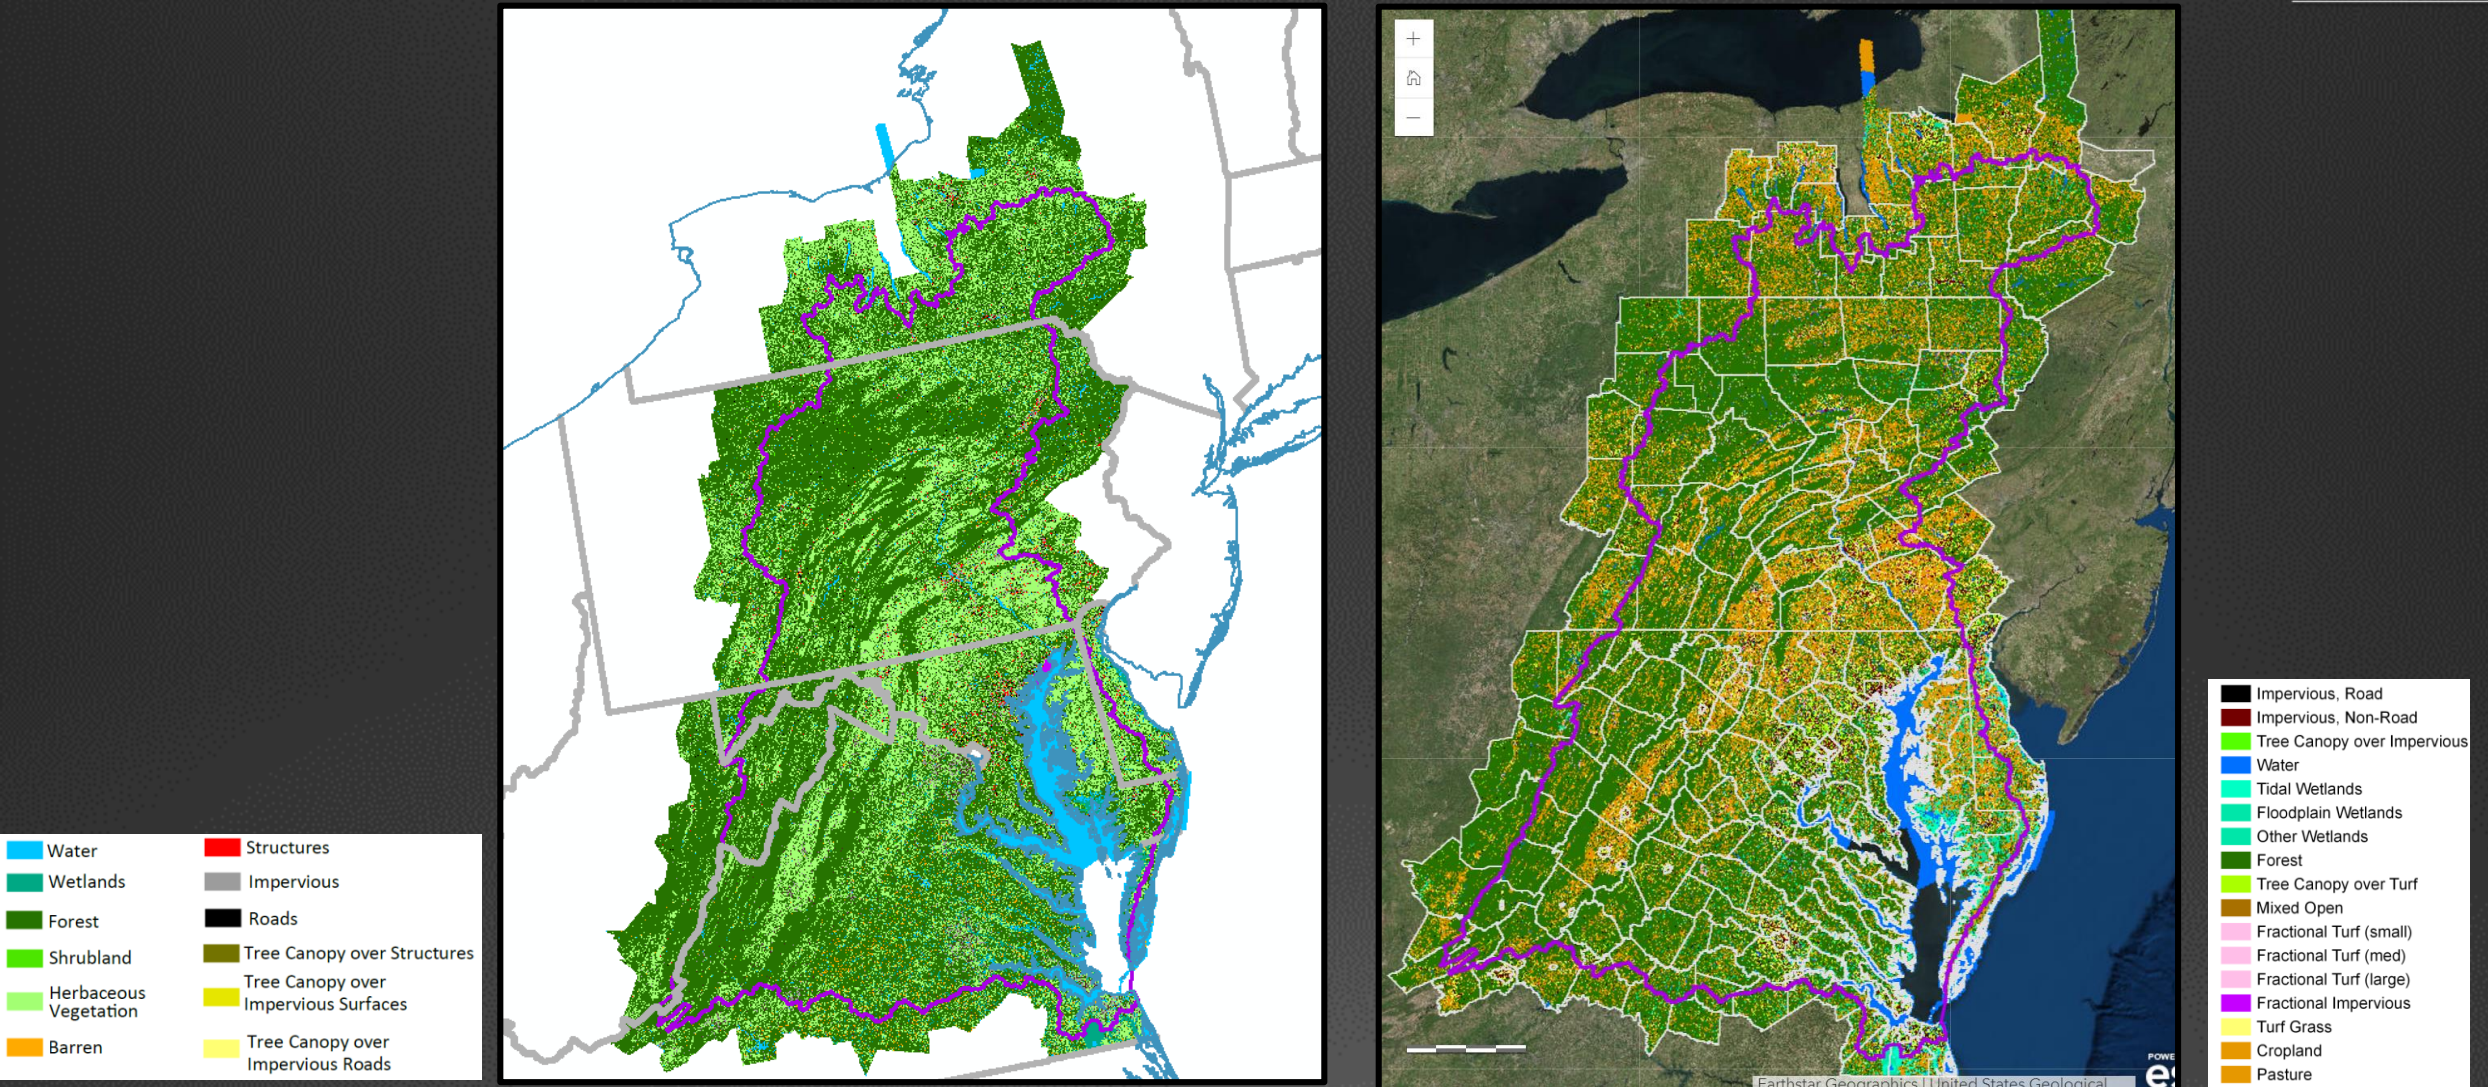 Water
Wetlands
Forest
Shrubland
Herbaceous
Vegetation
Barren
Structures
Impervious
Roads
Tree Canopy over Structures
Tree Canopy over
Impervious Surfaces
Tree Canopy over
Impervious Roads
+
−
POWE
es
Earthstar Geographics | United States Geological
Impervious, Road
Impervious, Non-Road
Tree Canopy over Impervious
Water
Tidal Wetlands
Floodplain Wetlands
Other Wetlands
Forest
Tree Canopy over Turf
Mixed Open
Fractional Turf (small)
Fractional Turf (med)
Fractional Turf (large)
Fractional Impervious
Turf Grass
Cropland
Pasture